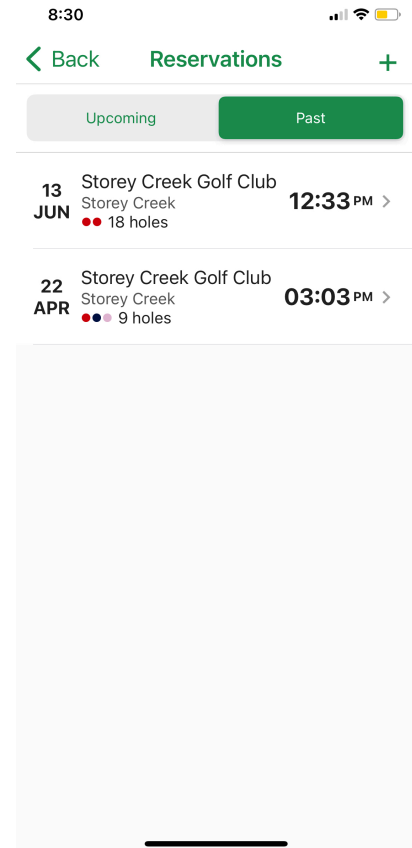 8:30
Back Reservations +
Upcoming Past
13 JUN
Storey Creek Golf Club
Storey Creek
18 holes
12:33 PM
22 APR
Storey Creek Golf Club
Storey Creek
9 holes
03:03 PM